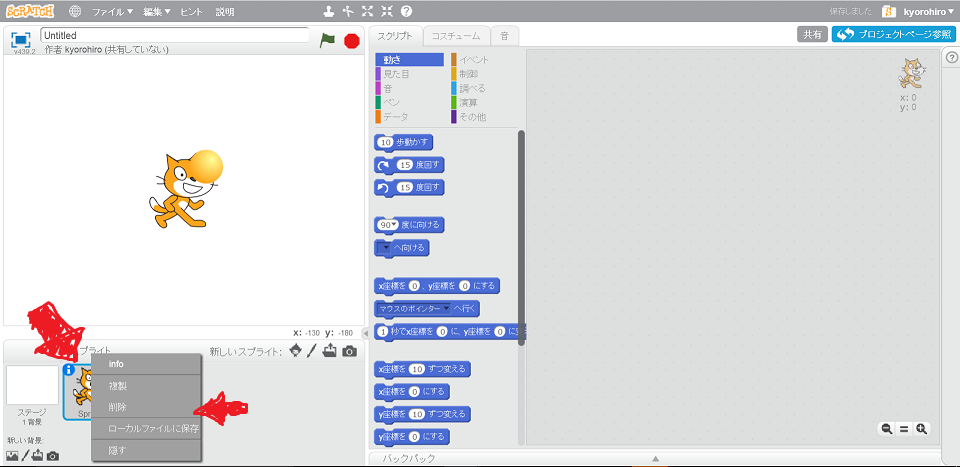 SCRATCH ファイル▼ 編集▼ ヒント 説明 保存しました kyorohiro▼
Untitled
v439.2 作者 kyorohiro (共有していない)
スクリプト コスチューム 音 共有 プロジェクトページ参照
動き イベント
見た目 制御
音 調べる
ペン 演算
データ その他
x: 0
y: 0
10 歩動かす
15 度回す
15 度回す
90▼ 度に向ける
▼ へ向ける
x座標を 0 、y座標を 0 にする
マウスのポインター▼ へ行く
1 秒でx座標を 0 に、y座標を 0 に
x座標を 10 ずつ変える
x座標を 0 にする
y座標を 10 ずつ変える
y座標を 0 にする
バックパック
x: -130 y: -180
プライト 新しいスプライト:
ステージ
1 背景
新しい背景:
Spr
info
複製
削除
ローカルファイルに保存
隠す